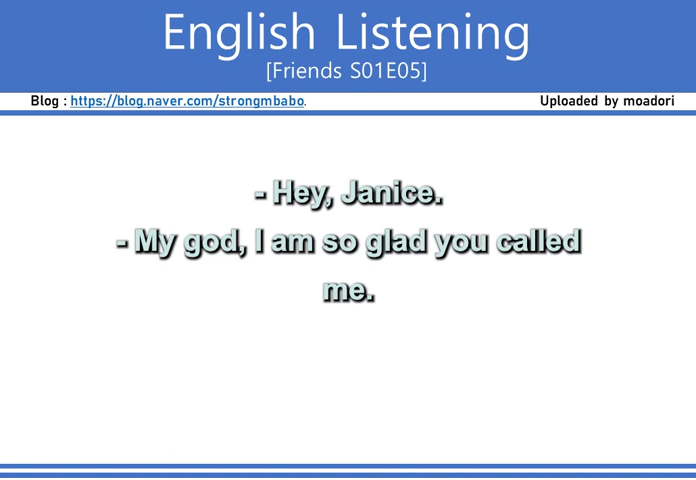 English Listening
[Friends S01E05]
Blog : https://blog.naver.com/strongmbabo. Uploaded by moadori
- Hey, Janice.
- My god, I am so glad you called
me.